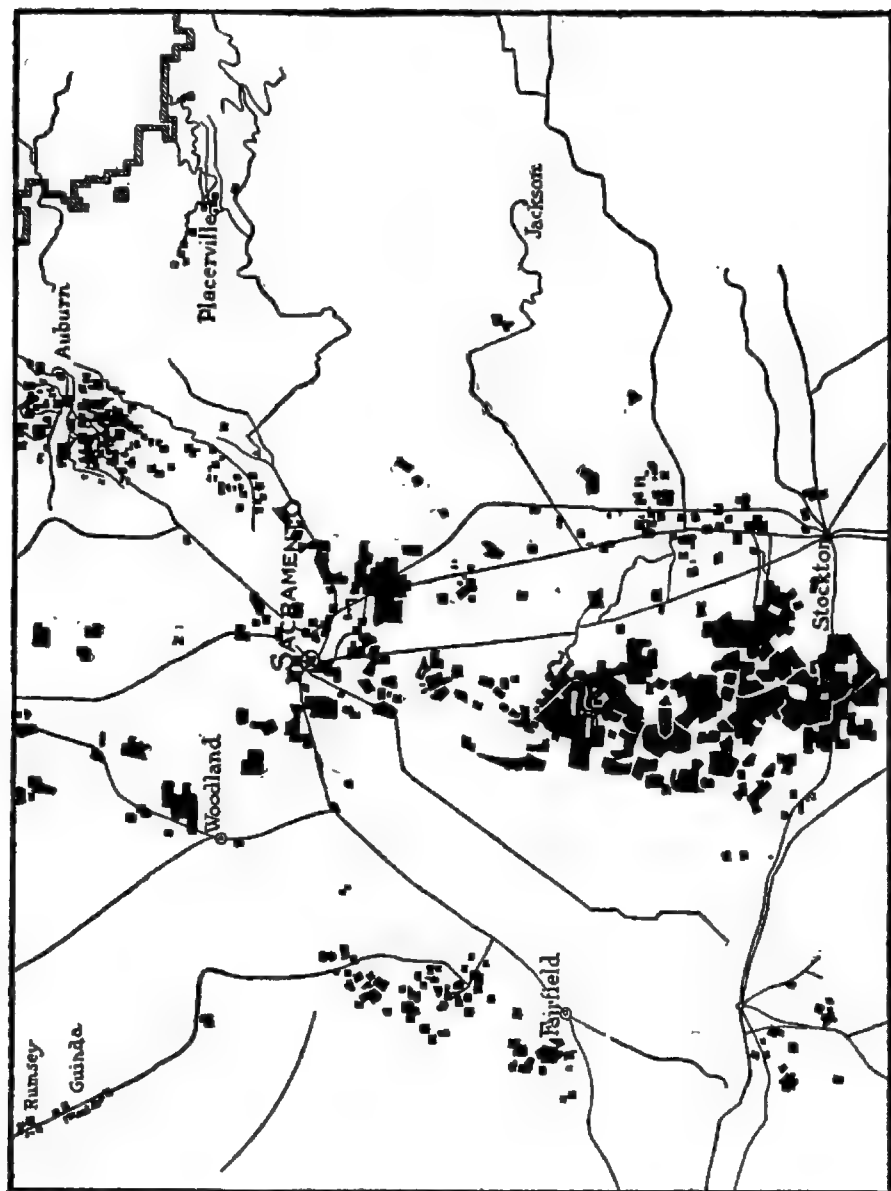 Rumsey
Guinda
Woodland
SACRAMENTO
Auburn
Placerville
Jackson
Fairfield
Stockton